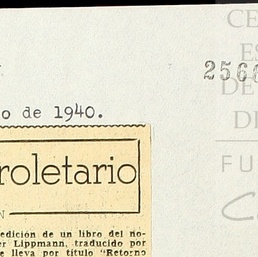 CE
ES
256
DE
DI
o de 1940.
FU
roletario
N
edición de un libro del no-
er Lippmann, traducido por
e lleva por título "Retorno